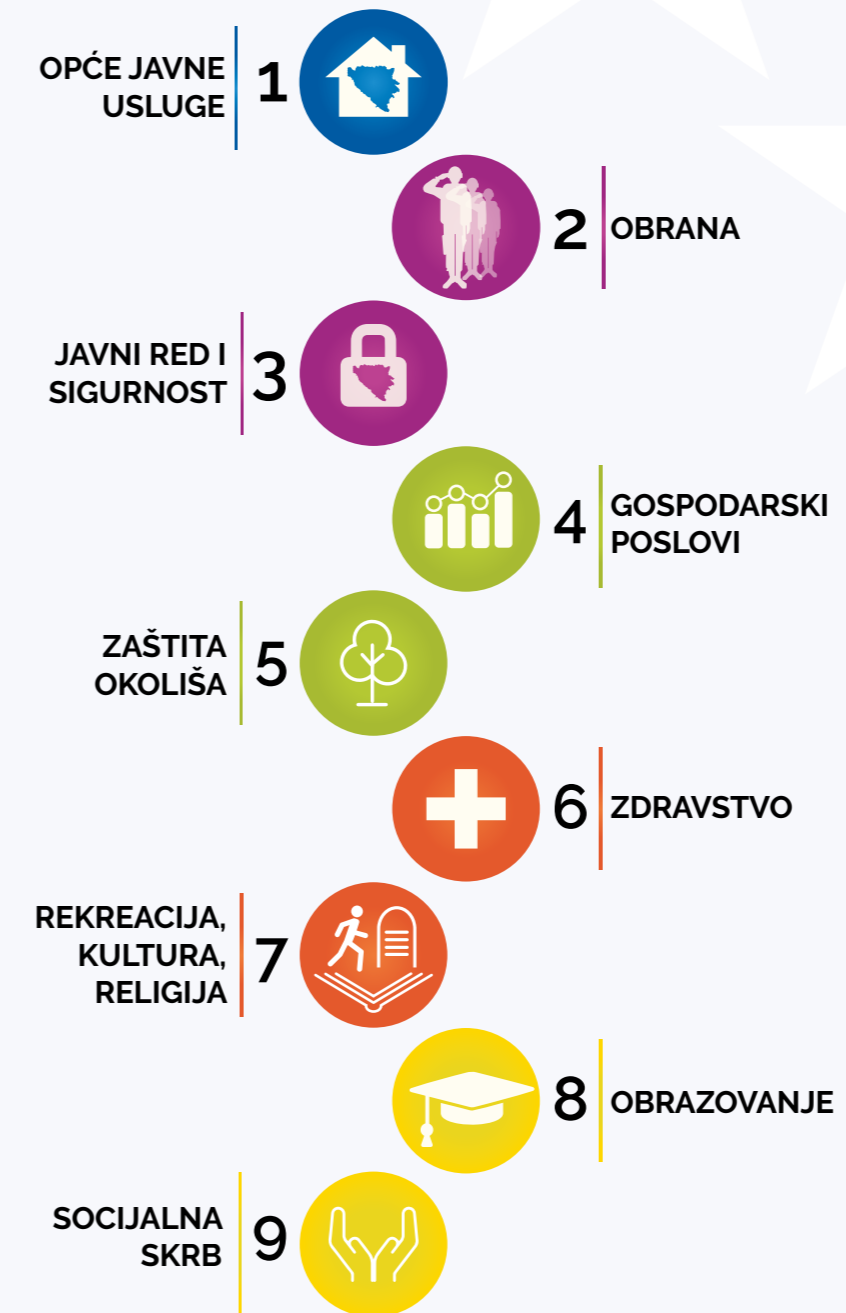 OPĆE JAVNE
USLUGE
1
2
OBRANA
JAVNI RED I
SIGURNOST
3
4
GOSPODARSKI
POSLOVI
ZAŠTITA
OKOLIŠA
5
6
ZDRAVSTVO
REKREACIJA,
KULTURA,
RELIGIJA
7
8
OBRAZOVANJE
SOCIJALNA
SKRB
9